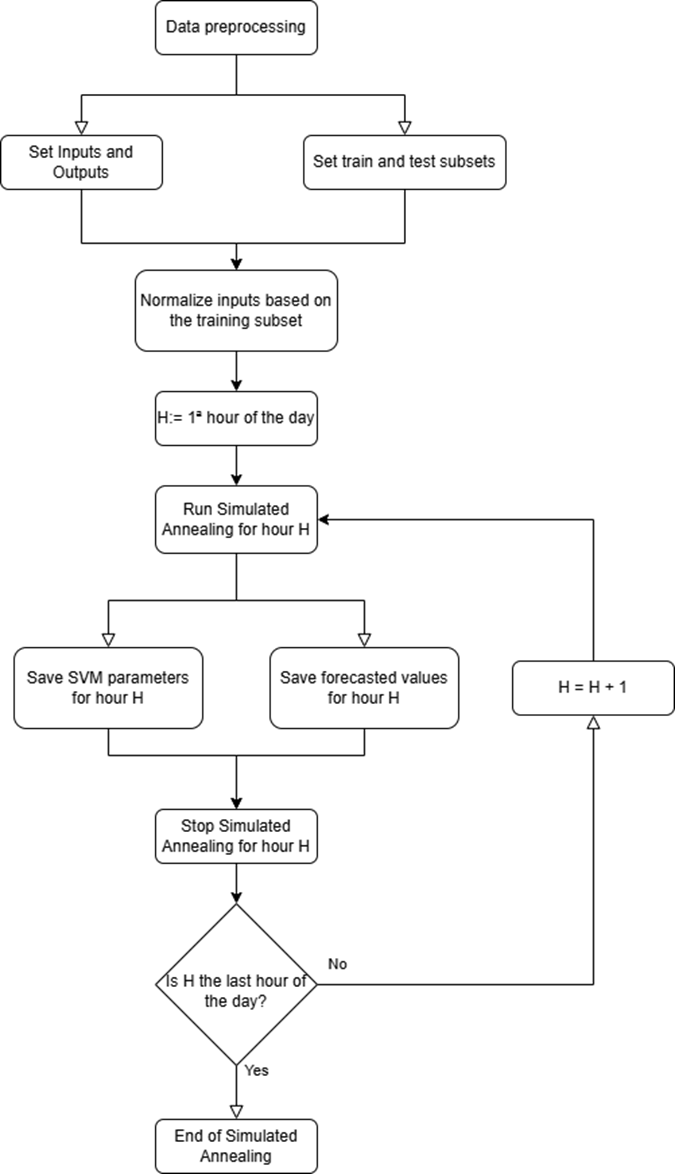 Data preprocessing
Set Inputs and
Outputs
Set train and test subsets
Normalize inputs based on
the training subset
H:= 1ª hour of the day
Run Simulated
Annealing for hour H
Save SVM parameters
for hour H
Save forecasted values
for hour H
H = H + 1
Stop Simulated
Annealing for hour H
No
Is H the last hour of
the day?
Yes
End of Simulated
Annealing